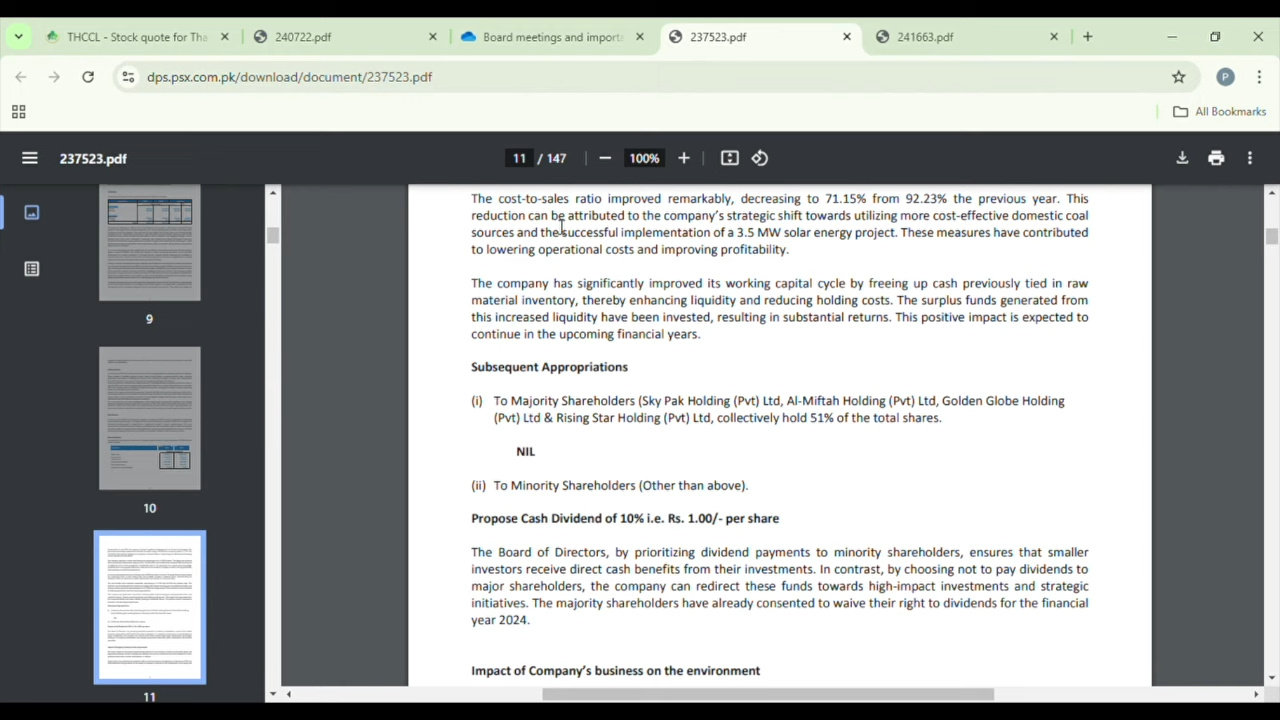 THCCL - Stock quote for Tha
240722.pdf
Board meetings and importa
237523.pdf
241663.pdf
dps.psx.com.pk/download/document/237523.pdf
P
All Bookmarks
237523.pdf
11 / 147
100%
9
10
11
The cost-to-sales ratio improved remarkably, decreasing to 71.15% from 92.23% the previous year. This
reduction can be attributed to the company's strategic shift towards utilizing more cost-effective domestic coal
sources and the successful implementation of a 3.5 MW solar energy project. These measures have contributed
to lowering operational costs and improving profitability.
The company has significantly improved its working capital cycle by freeing up cash previously tied in raw
material inventory, thereby enhancing liquidity and reducing holding costs. The surplus funds generated from
this increased liquidity have been invested, resulting in substantial returns. This positive impact is expected to
continue in the upcoming financial years.
Subsequent Appropriations
(i) To Majority Shareholders (Sky Pak Holding (Pvt) Ltd, Al-Miftah Holding (Pvt) Ltd, Golden Globe Holding
(Pvt) Ltd & Rising Star Holding (Pvt) Ltd, collectively hold 51% of the total shares.
NIL
(ii) To Minority Shareholders (Other than above).
Propose Cash Dividend of 10% i.e. Rs. 1.00/- per share
The Board of Directors, by prioritizing dividend payments to minority shareholders, ensures that smaller
investors receive direct cash benefits from their investments. In contrast, by choosing not to pay dividends to
major shareholders, the company can redirect these funds towards high-impact investments and strategic
initiatives. The majority shareholders have already consented to waive their right to dividends for the financial
year 2024.
Impact of Company's business on the environment